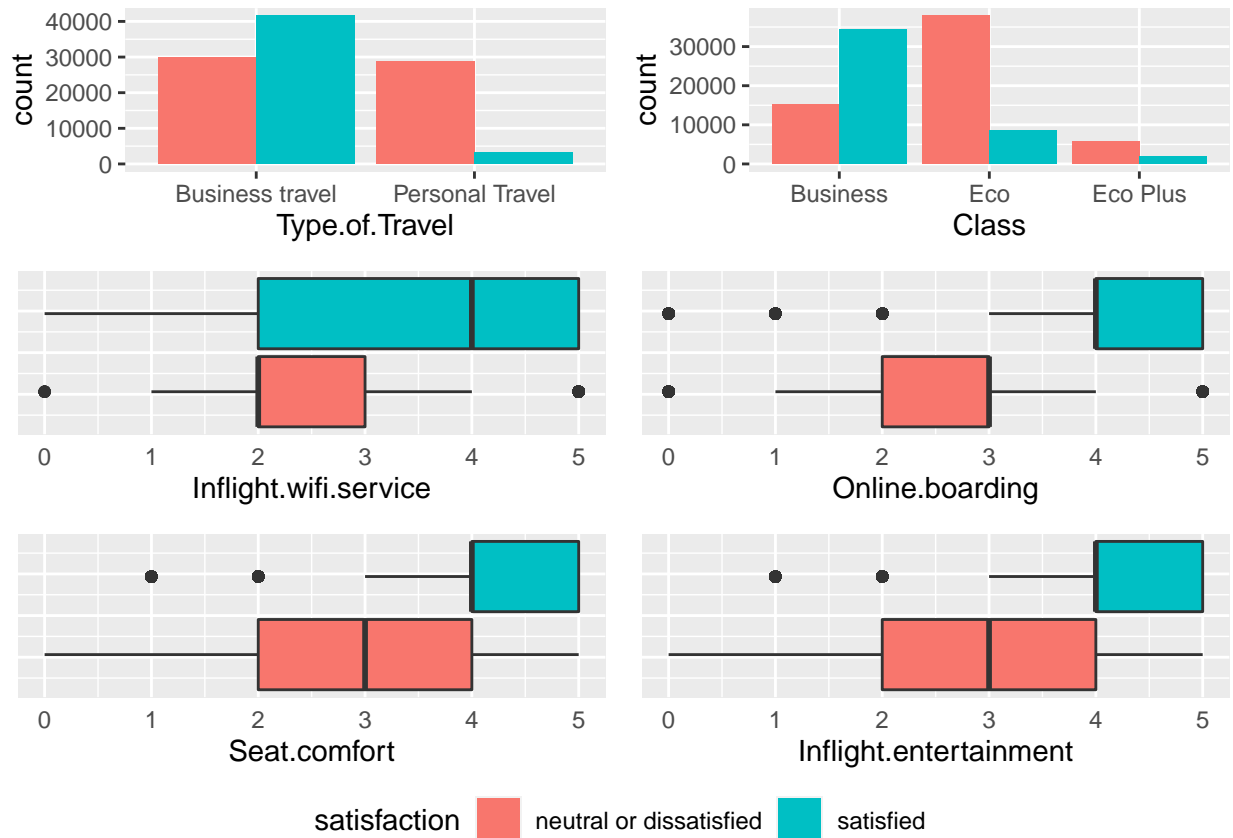 count
40000
30000
20000
10000
0
Business travel Personal Travel
Type.of.Travel
count
30000
20000
10000
0
Business Eco Eco Plus
Class
0 1 2 3 4 5
Inflight.wifi.service
0 1 2 3 4 5
Online.boarding
0 1 2 3 4 5
Seat.comfort
0 1 2 3 4 5
Inflight.entertainment
satisfaction neutral or dissatisfied satisfied